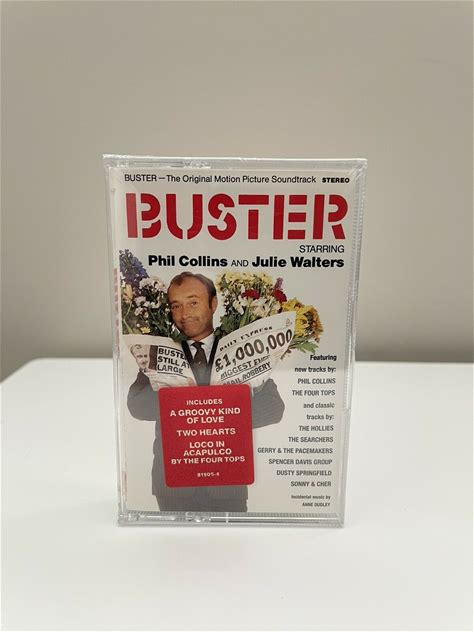 BUSTER—The Original Motion Picture Soundtrack STEREO
BUSTER
STARRING
Phil Collins AND Julie Walters
DAILY EXPRESS
£1,000,000
BIGGEST EVER
MAIL ROBBERY
BUSTER
STILL AT
LARGE
Featuring
new tracks by:
PHIL COLLINS
THE FOUR TOPS
and classic
tracks by:
THE HOLLIES
THE SEARCHERS
GERRY & THE PACEMAKERS
SPENCER DAVIS GROUP
DUSTY SPRINGFIELD
SONNY & CHER
Incidental music by
ANNE DUDLEY
INCLUDES
A GROOVY KIND
OF LOVE
TWO HEARTS
LOCO IN
ACAPULCO
BY THE FOUR TOPS
81905-4